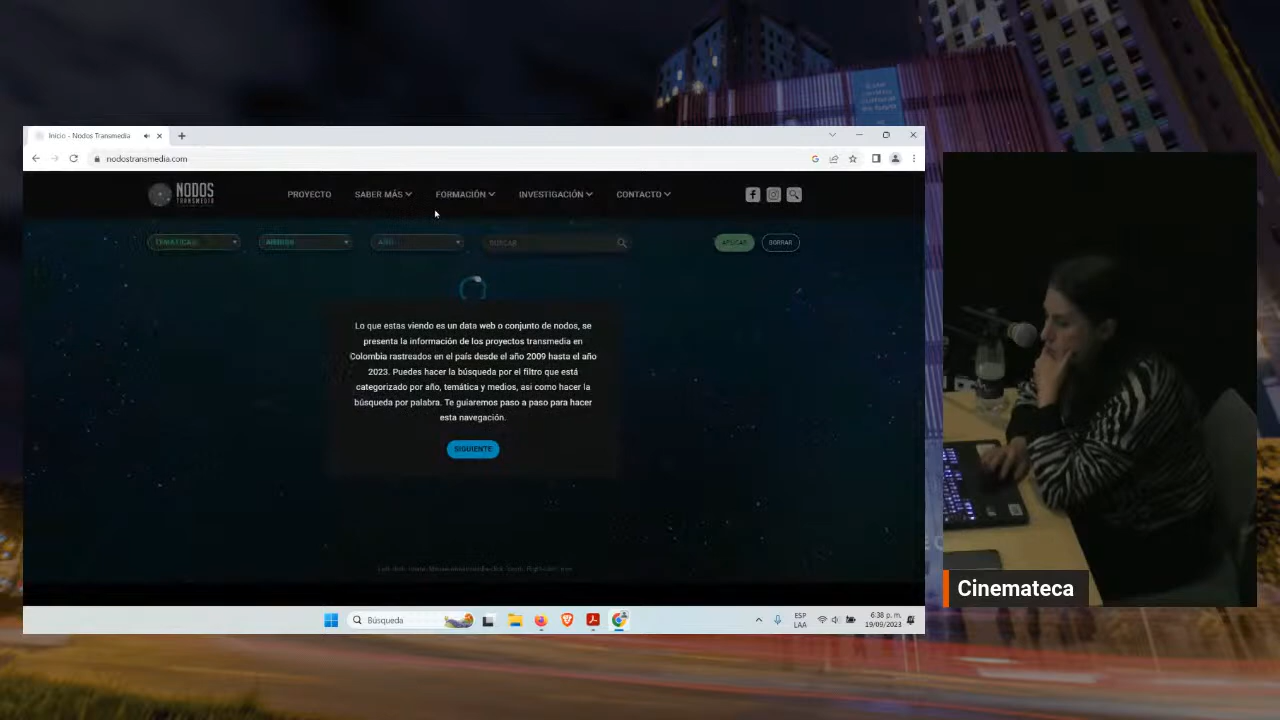 Inicio - Nodos Transmedia
nodostransmedia.com
NODOS
TRANSMEDIA
PROYECTO
SABER MÁS
FORMACIÓN
INVESTIGACIÓN
CONTACTO
TEMÁTICAS
AÑO
BUSCAR
APLICAR
BORRAR
Lo que estas viendo es un data web o conjunto de nodos, se
presenta la información de los proyectos transmedia en
Colombia rastreados en el país desde el año 2009 hasta el año
2023. Puedes hacer la búsqueda por el filtro que está
categorizado por año, temática y medios, asi como hacer la
búsqueda por palabra. Te guiaremos paso a paso para hacer
esta navegación.
SIGUIENTE
Búsqueda
ESP
LAA
6:38 p. m.
19/09/2023
Cinemateca